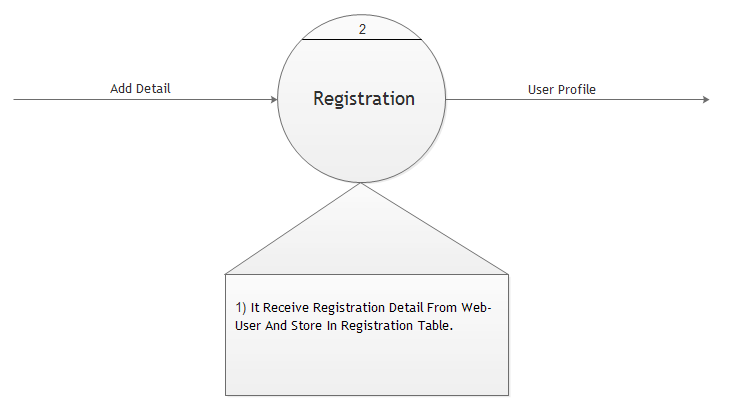 2
Add Detail
Registration
User Profile
1) It Receive Registration Detail From Web-
User And Store In Registration Table.